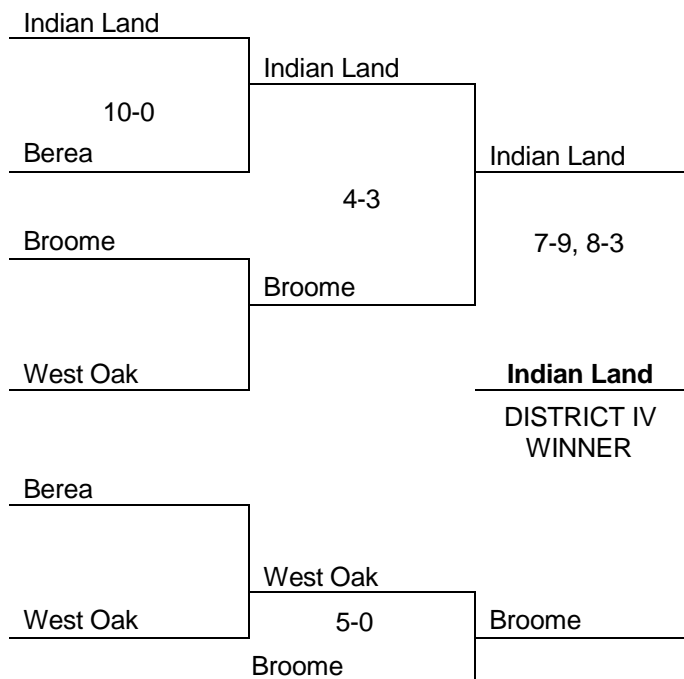 Indian Land
Indian Land
10-0
Berea
Indian Land
4-3
Broome
7-9, 8-3
Broome
West Oak
Indian Land
DISTRICT IV
WINNER
Berea
West Oak
West Oak
5-0
Broome
Broome